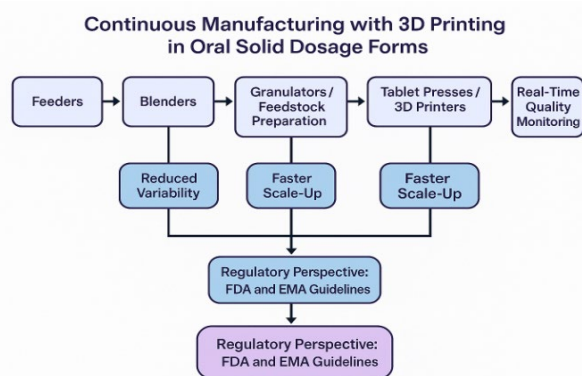 Continuous Manufacturing with 3D Printing
in Oral Solid Dosage Forms
Feeders
Blenders
Granulators/
Feedstock
Preparation
Tablet Presses/
3D Printers
Real-Time
Quality
Monitoring
Reduced
Variability
Faster
Scale-Up
Faster
Scale-Up
Regulatory Perspective:
FDA and EMA Guidelines
Regulatory Perspective:
FDA and EMA Guidelines